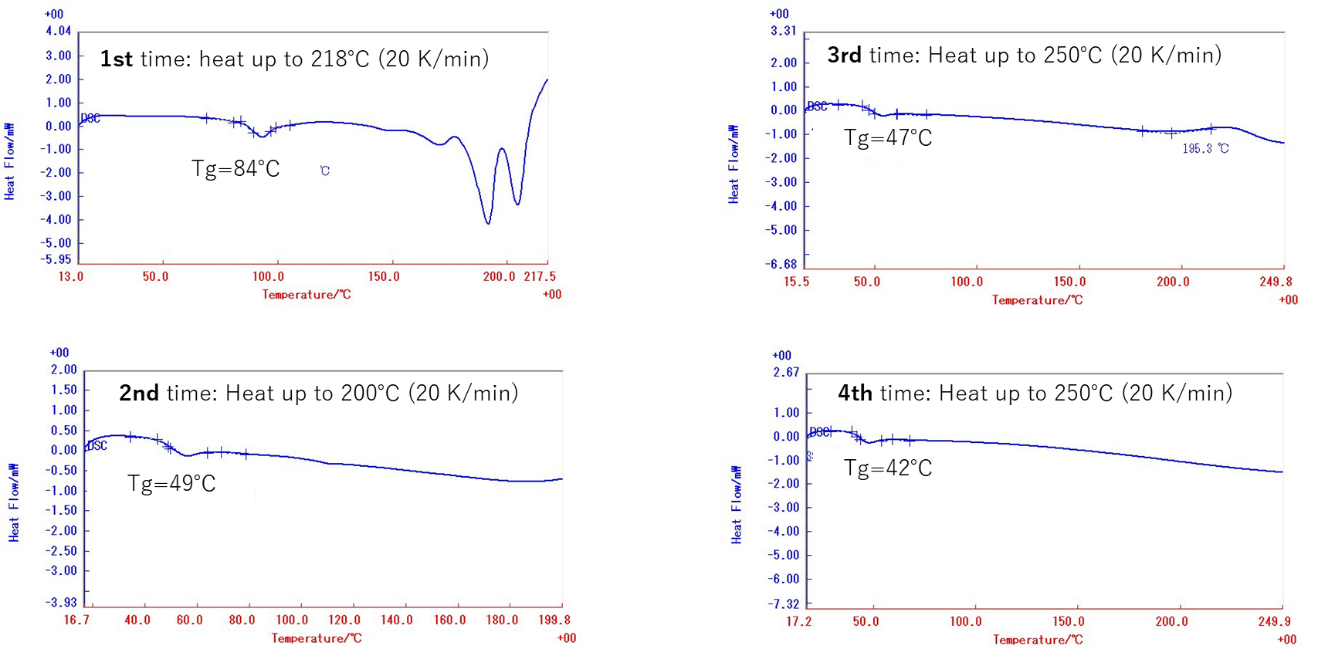 +00
4.04
1st time: heat up to 218°C (20 K/min)
3.00
2.00
1.00
DSC
0.00
-1.00
Tg=84°C
℃
-2.00
-3.00
-4.00
-5.00
-5.95
Heat Flow/mW
13.0 50.0 100.0 150.0 200.0 217.5
Temperature/℃
+00
+00
3.31
3rd time: Heat up to 250°C (20 K/min)
2.00
1.00
DSC
0.00
-1.00
Tg=47°C
195.3 ℃
-2.00
-3.00
-4.00
-5.00
-6.68
Heat Flow/mW
15.5 50.0 100.0 150.0 200.0 249.8
Temperature/℃
+00
+00
2.00
2nd time: Heat up to 200°C (20 K/min)
1.50
1.00
0.50
DSC
0.00
-0.50
Tg=49°C
-1.00
-1.50
-2.00
-2.50
-3.00
-3.93
Heat Flow/mW
16.7 40.0 60.0 80.0 100.0 120.0 140.0 160.0 180.0 199.8
Temperature/℃
+00
+00
2.67
4th time: Heat up to 250°C (20 K/min)
1.00
DSC
0.00
-1.00
Tg=42°C
-2.00
-3.00
-4.00
-5.00
-6.00
-7.32
Heat Flow/mW
17.2 50.0 100.0 150.0 200.0 249.9
Temperature/℃
+00